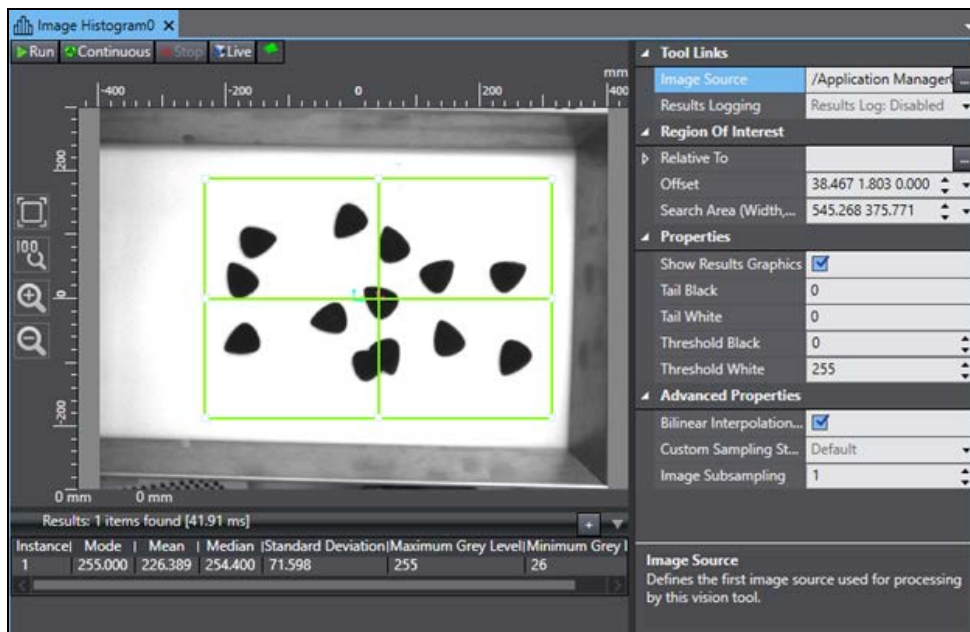 Image Histogram0 ×
Run Continuous Stop Live
mm
-400 -200 0 200 400
200
0
-200
100
0 mm 0 mm
Results: 1 items found [41.91 ms]
+
Instance| Mode | Mean | Median |Standard Deviation|Maximum Grey Level|Minimum Grey l
1 255.000 226.389 254.400 71.598 255 26
Tool Links
Image Source /Application Manager ...
Results Logging Results Log: Disabled
Region Of Interest
Relative To ...
Offset 38.467 1.803 0.000
Search Area (Width,... 545.268 375.771
Properties
Show Results Graphics
Tail Black 0
Tail White 0
Threshold Black 0
Threshold White 255
Advanced Properties
Bilinear Interpolation...
Custom Sampling St... Default
Image Subsampling 1
Image Source
Defines the first image source used for processing
by this vision tool.